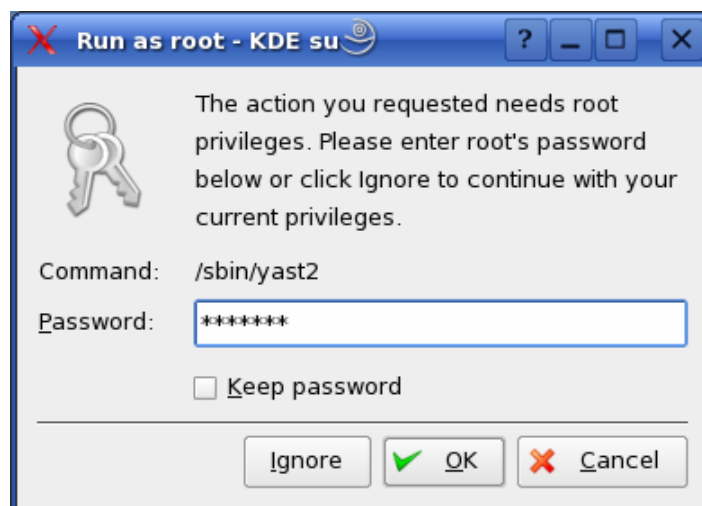 Run as root - KDE su
?
The action you requested needs root
privileges. Please enter root's password
below or click Ignore to continue with your
current privileges.
Command: /sbin/yast2
Password: *******
Keep password
Ignore OK Cancel